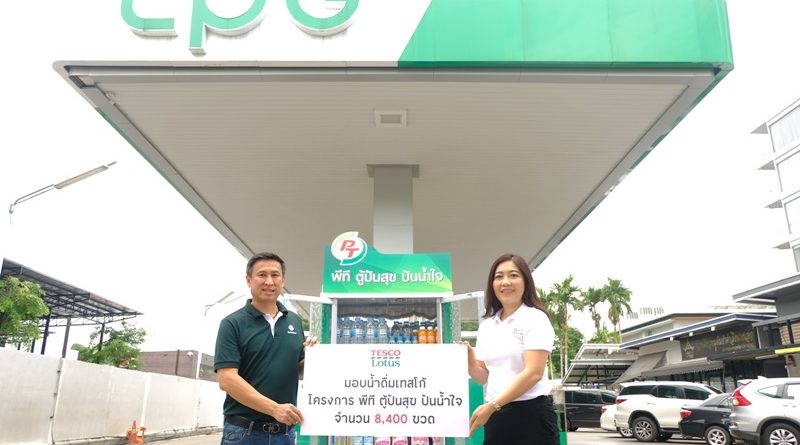 LPG
PT
พีที ตู้ปันสุข ปันน้ำใจ
TESCO
Lotus
มอบน้ำดื่มเทสโก้
โครงการ พีที ตู้ปันสุข ปันน้ำใจ
จำนวน 8,400 ขวด